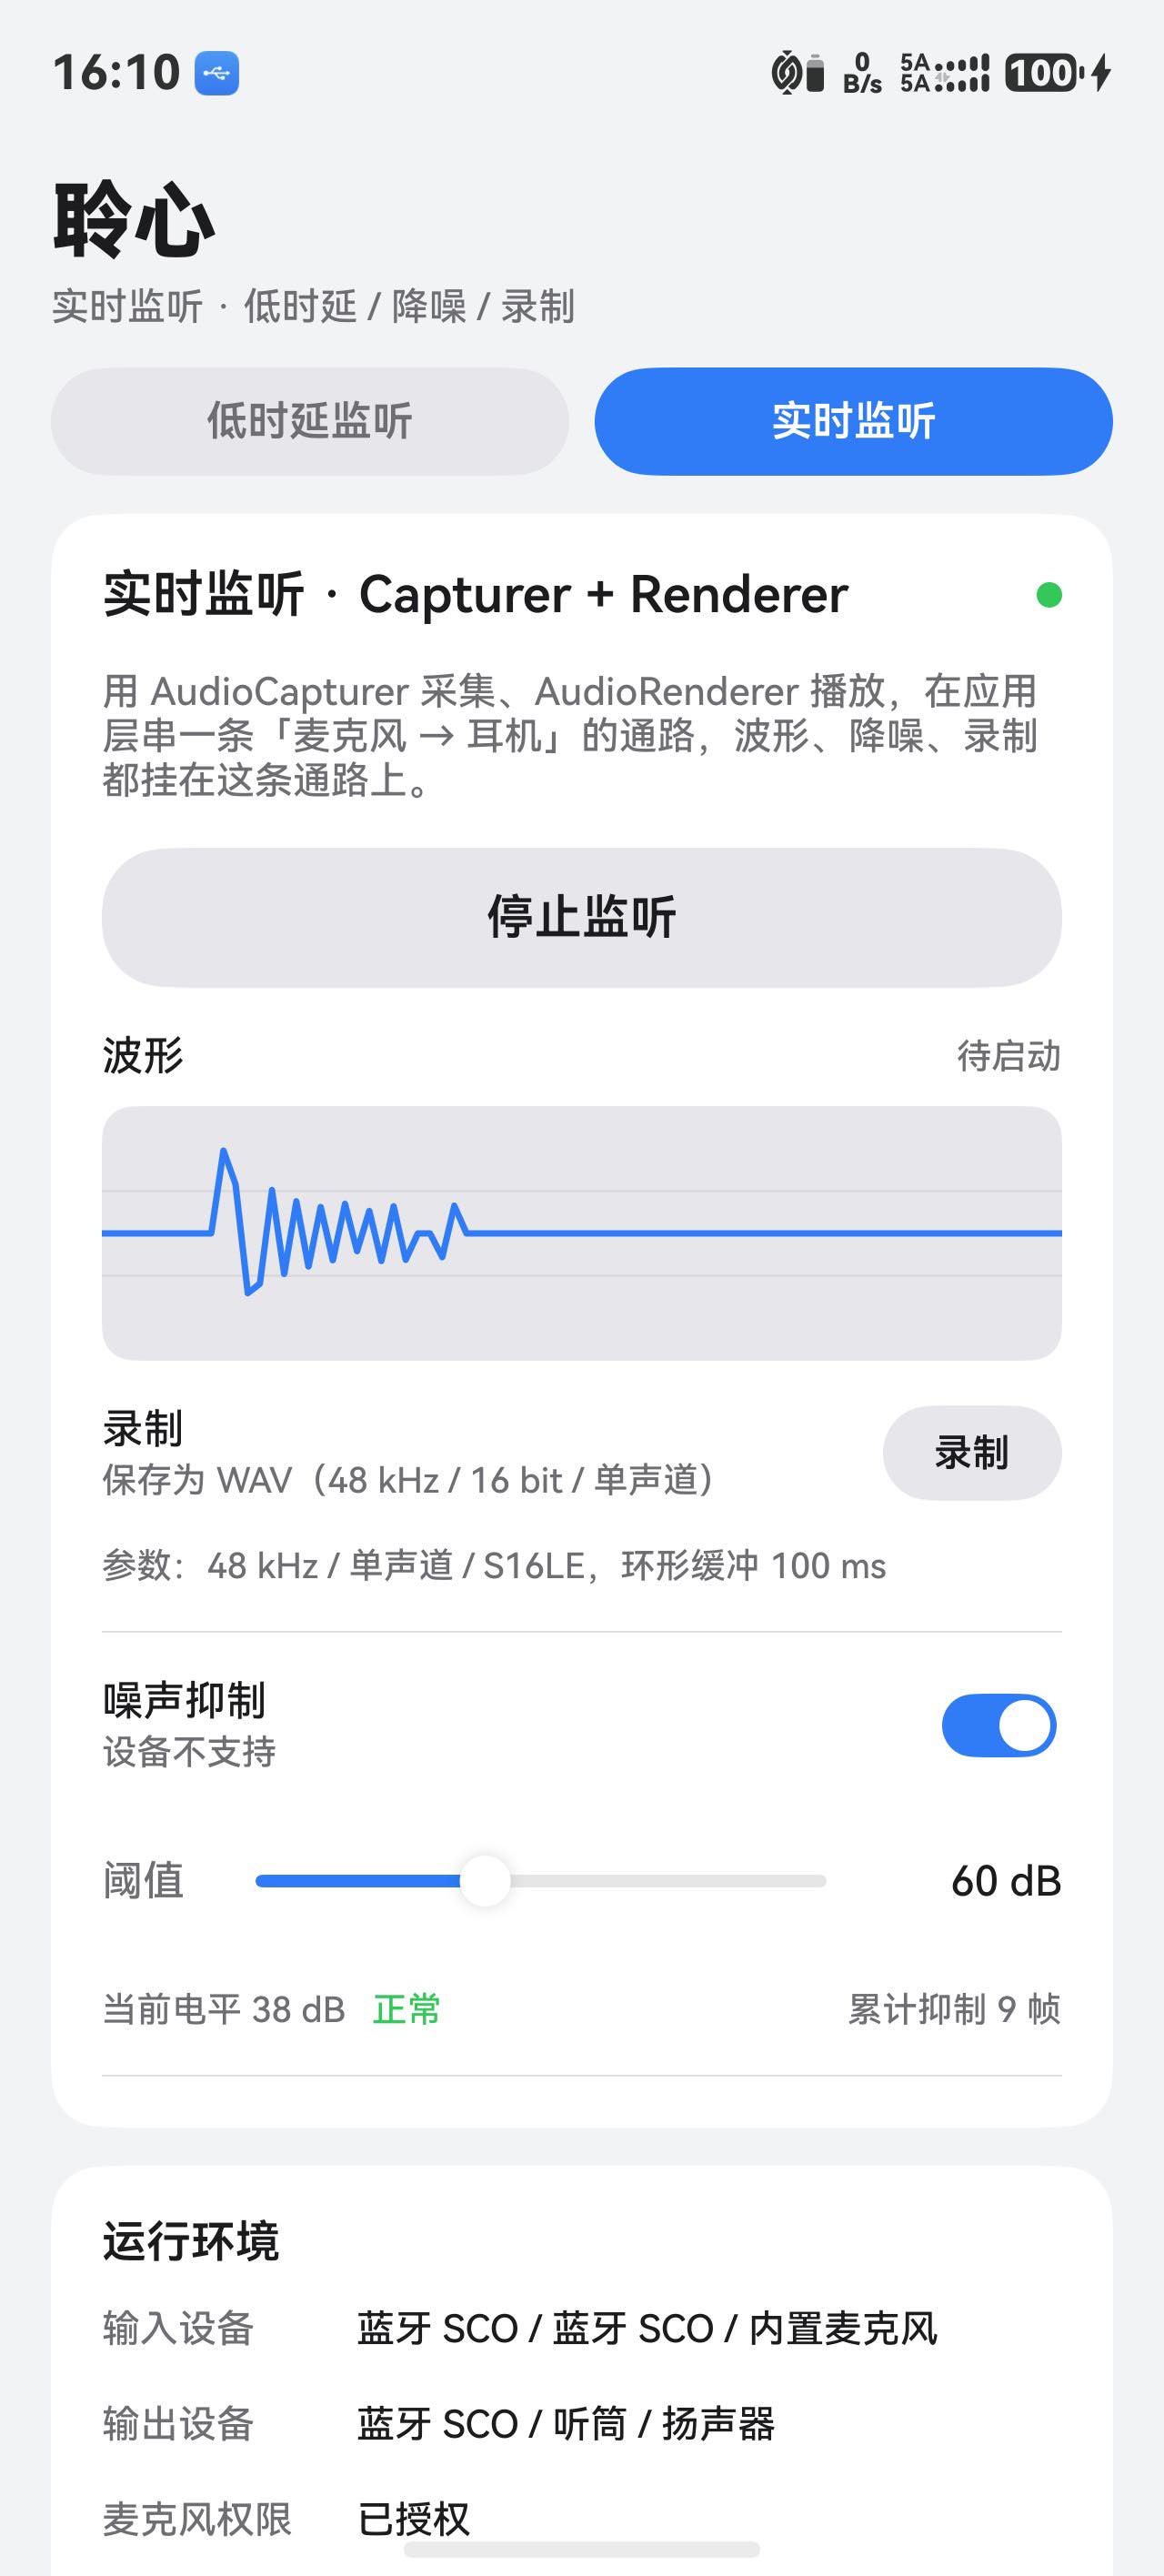 16:10
0
B/s
5A
5A
100
聆心
实时监听 · 低时延 / 降噪 / 录制
低时延监听
实时监听
实时监听 · Capturer + Renderer
用 AudioCapturer 采集、AudioRenderer 播放，在应用
层串一条「麦克风 → 耳机」的通路，波形、降噪、录制
都挂在这条通路上。
停止监听
波形
待启动
录制
保存为 WAV（48 kHz / 16 bit / 单声道）
录制
参数：48 kHz / 单声道 / S16LE，环形缓冲 100 ms
噪声抑制
设备不支持
阈值
60 dB
当前电平 38 dB 正常
累计抑制 9 帧
运行环境
输入设备
蓝牙 SCO / 蓝牙 SCO / 内置麦克风
输出设备
蓝牙 SCO / 听筒 / 扬声器
麦克风权限
已授权